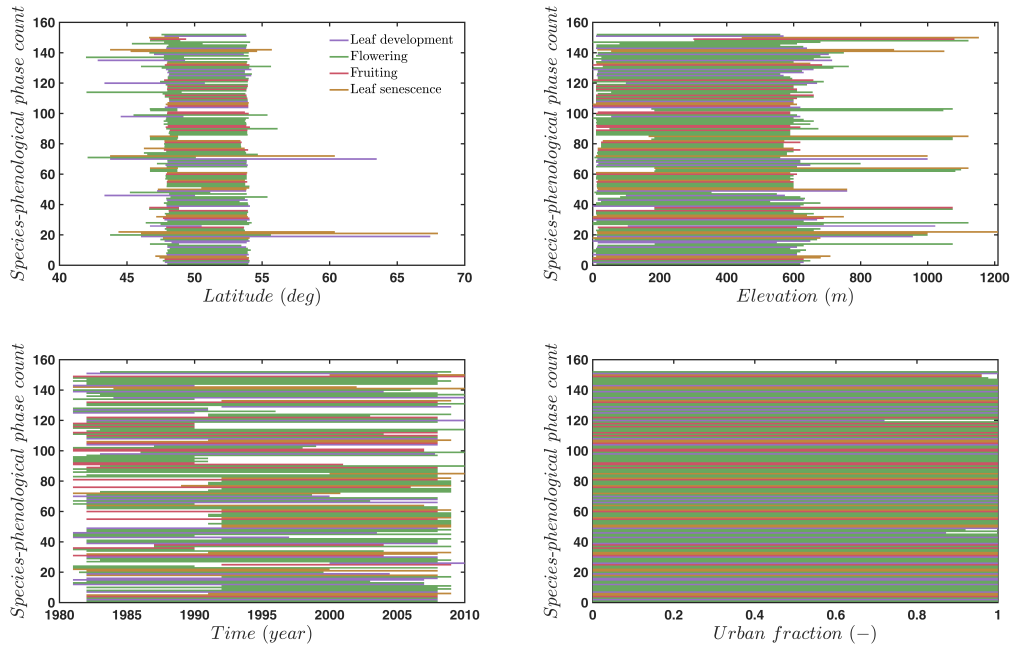 160
140
120
100
80
60
40
20
0
Species-phenological phase count
Leaf development
Flowering
Fruiting
Leaf senescence
40 45 50 55 60 65 70
Latitude (deg)
160
140
120
100
80
60
40
20
0
Species-phenological phase count
0 200 400 600 800 1000 1200
Elevation (m)
160
140
120
100
80
60
40
20
0
Species-phenological phase count
1980 1985 1990 1995 2000 2005 2010
Time (year)
160
140
120
100
80
60
40
20
0
Species-phenological phase count
0 0.2 0.4 0.6 0.8 1
Urban fraction (−)